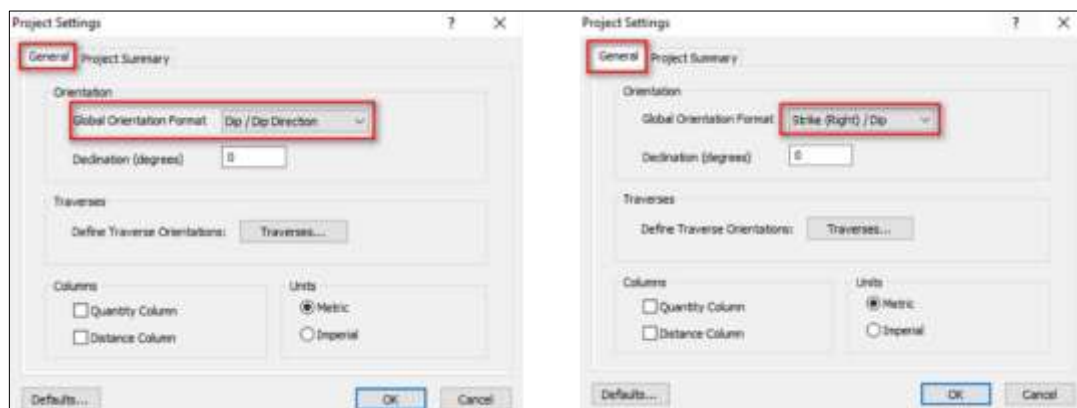 Project Settings ? ×
General Project Summary
Orientation
Global Orientation Format Dip / Dip Direction
Declination (degrees) 0
Traverses
Define Traverse Orientations: Traverses...
Columns Units
Quantity Column Metric
Distance Column Imperial
Defaults... OK Cancel
Project Settings ? ×
General Project Summary
Orientation
Global Orientation Format Strike (Right) / Dip
Declination (degrees) 0
Traverses
Define Traverse Orientations: Traverses...
Columns Units
Quantity Column Metric
Distance Column Imperial
Defaults... OK Cancel